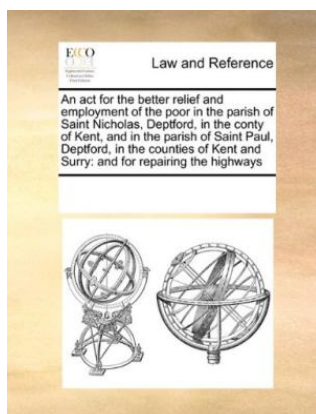 ECCO
Law and Reference
An act for the better relief and
employment of the poor in the parish of
Saint Nicholas, Deptford, in the conty
of Kent, and in the parish of Saint Paul,
Deptford, in the counties of Kent and
Surry: and for repairing the highways